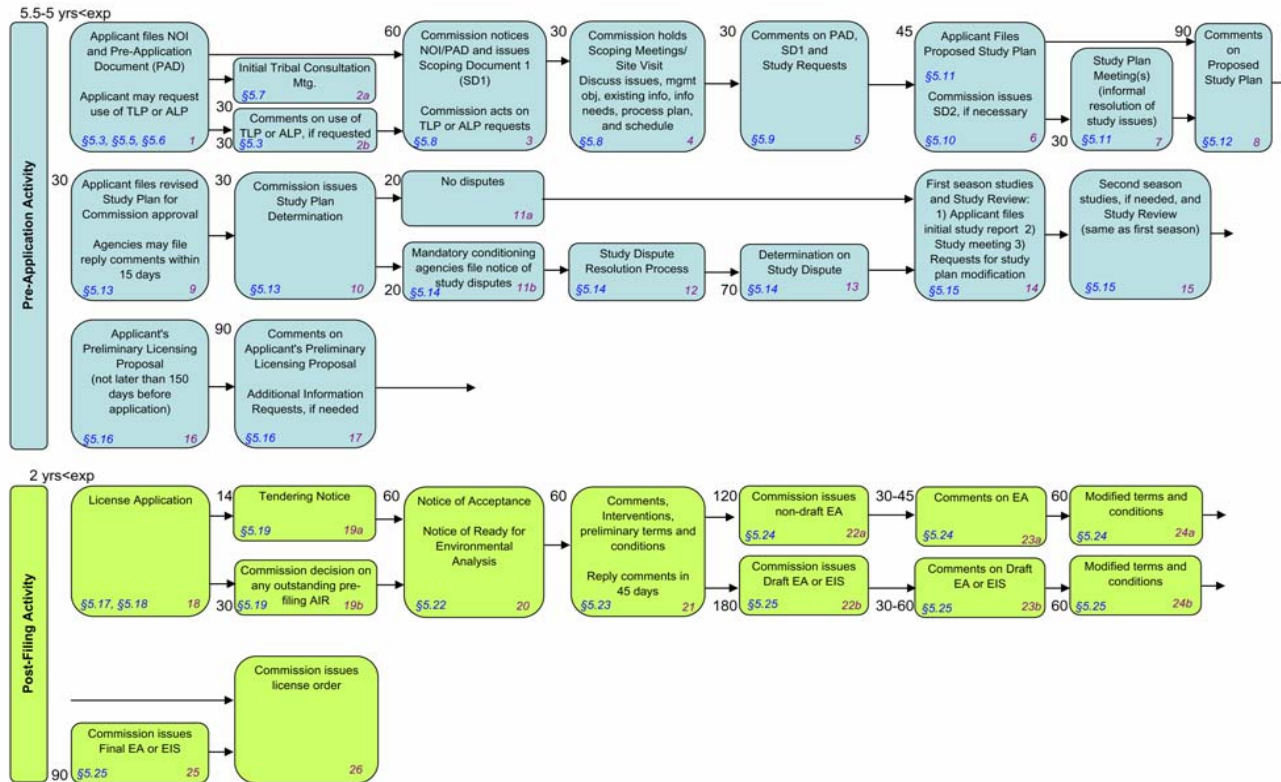 5.5-5 yrs<exp
Pre-Application Activity
Applicant files NOI
and Pre-Application
Document (PAD)
Applicant may request
use of TLP or ALP
§5.3, §5.5, §5.6 1
30
Initial Tribal Consultation
Mtg.
§5.7 2a
30
Comments on use of
TLP or ALP, if requested
§5.3 2b
60
Commission notices
NOI/PAD and issues
Scoping Document 1
(SD1)
Commission acts on
TLP or ALP requests
§5.8 3
30
Commission holds
Scoping Meetings/
Site Visit
Discuss issues, mgmt
obj, existing info, info
needs, process plan,
and schedule
§5.8 4
30
Comments on PAD,
SD1 and
Study Requests
§5.9 5
45
Applicant Files
Proposed Study Plan
§5.11
Commission issues
SD2, if necessary
§5.10 6
30
Study Plan
Meeting(s)
(informal
resolution of
study issues)
§5.11 7
90
Comments
on
Proposed
Study Plan
§5.12 8
30
Applicant files revised
Study Plan for
Commission approval
Agencies may file
reply comments within
15 days
§5.13 9
30
Commission issues
Study Plan
Determination
§5.13 10
20
No disputes
11a
20
Mandatory conditioning
agencies file notice of
study disputes
§5.14 11b
Study Dispute
Resolution Process
§5.14 12
70
Determination on
Study Dispute
§5.14 13
First season studies
and Study Review:
1) Applicant files
initial study report 2)
Study meeting 3)
Requests for study
plan modification
§5.15 14
Second season
studies, if needed, and
Study Review
(same as first season)
§5.15 15
Applicant's
Preliminary Licensing
Proposal
(not later than 150
days before
application)
§5.16 16
90
Comments on
Applicant's Preliminary
Licensing Proposal
Additional Information
Requests, if needed
§5.16 17
2 yrs<exp
Post-Filing Activity
License Application
§5.17, §5.18 18
14
Tendering Notice
§5.19 19a
30
Commission decision on
any outstanding pre-
filing AIR
§5.19 19b
60
Notice of Acceptance
Notice of Ready for
Environmental
Analysis
§5.22 20
60
Comments,
Interventions,
preliminary terms and
conditions
Reply comments in
45 days
§5.23 21
120
Commission issues
non-draft EA
§5.24 22a
180
Commission issues
Draft EA or EIS
§5.25 22b
30-45
Comments on EA
§5.24 23a
30-60
Comments on Draft
EA or EIS
§5.25 23b
60
Modified terms and
conditions
§5.24 24a
60
Modified terms and
conditions
§5.25 24b
90
Commission issues
Final EA or EIS
§5.25 25
Commission issues
license order
26